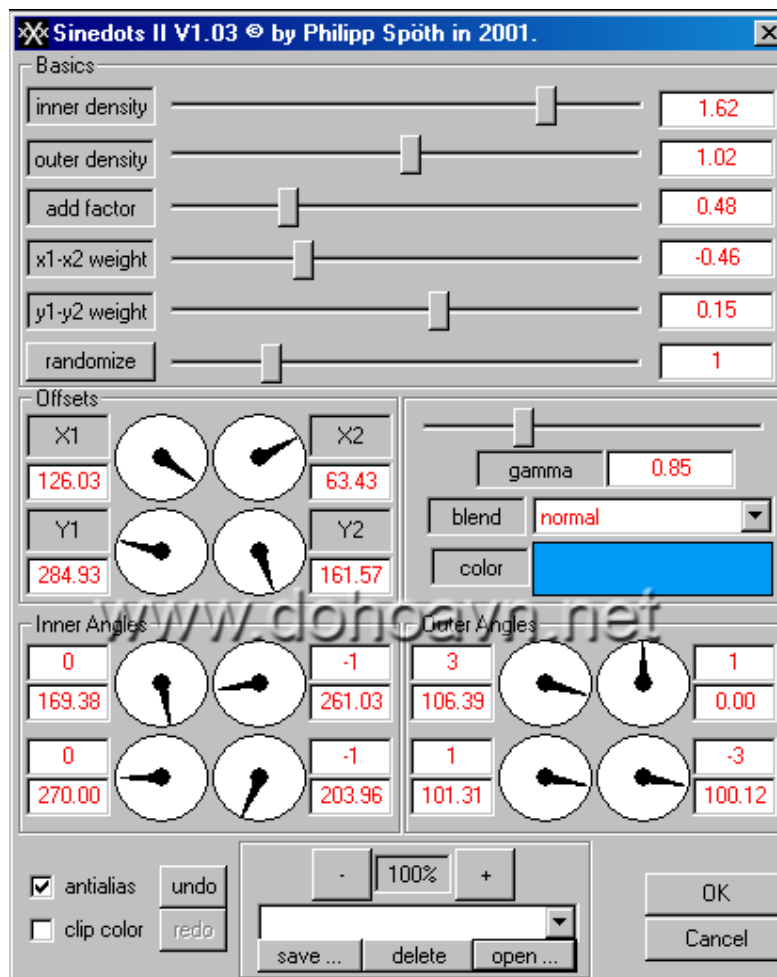 Sinedots II V1.03 © by Philipp Spöth in 2001.
Basics
inner density 1.62
outer density 1.02
add factor 0.48
x1-x2 weight -0.46
y1-y2 weight 0.15
randomize 1
Offsets
X1 X2
126.03 63.43
Y1 Y2
284.93 161.57
gamma 0.85
blend normal
color
www.dohoavn.net
Inner Angles
0 -1
169.38 261.03
0 -1
270.00 203.96
Outer Angles
3 1
106.39 0.00
1 -3
101.31 100.12
antialias undo
clip color redo
- 100% +
save ... delete open ...
OK
Cancel